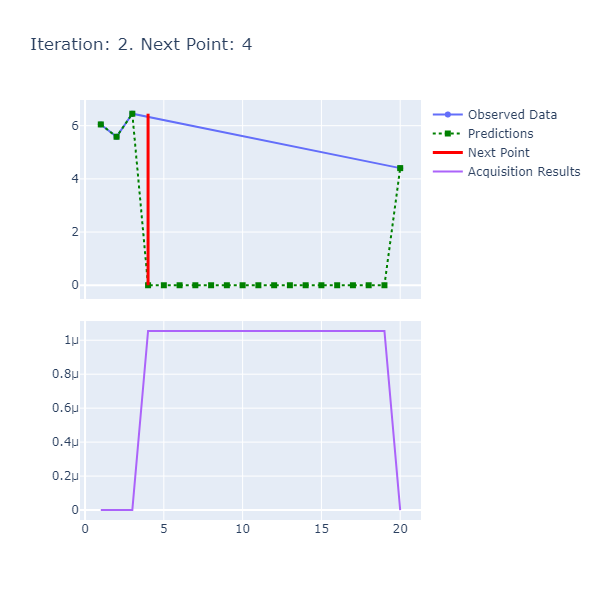 Iteration: 2. Next Point: 4
Observed Data
Predictions
Next Point
Acquisition Results
6
4
2
0
1μ
0.8μ
0.6μ
0.4μ
0.2μ
0
0 5 10 15 20